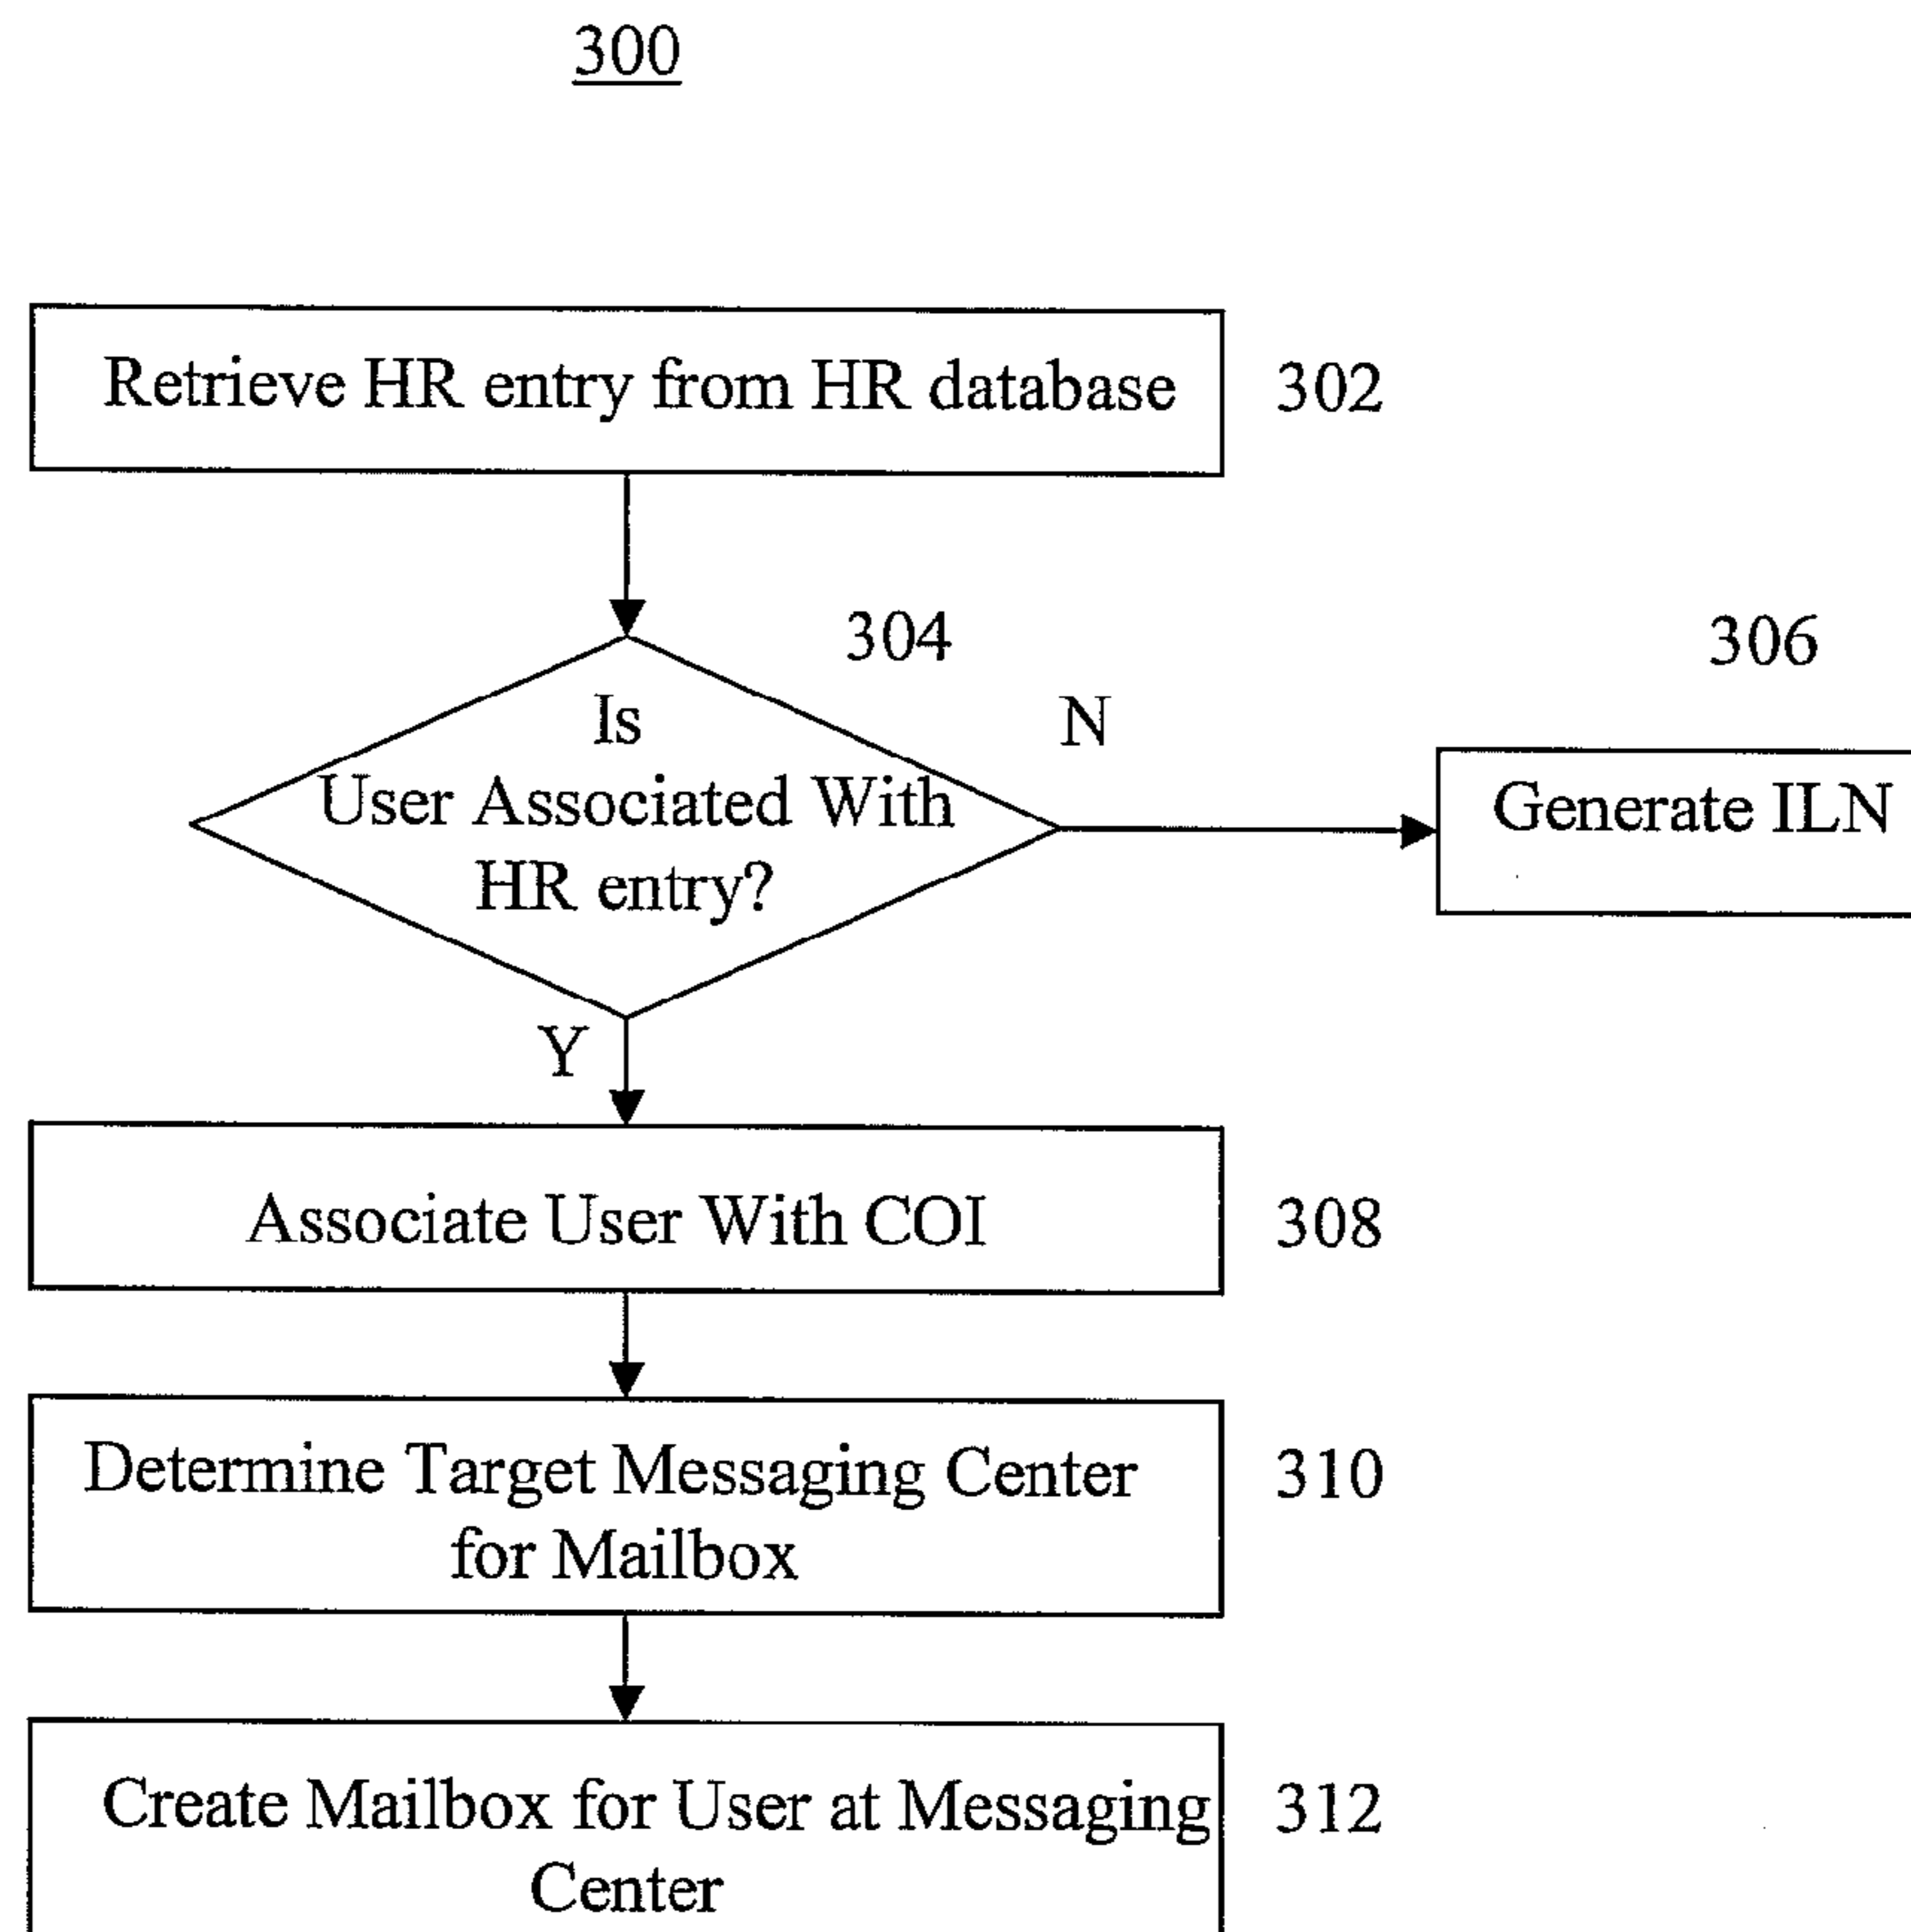 300
Retrieve HR entry from HR database
302
304
306
Is
User Associated With
HR entry?
N
Generate ILN
Y
Associate User With COI
308
Determine Target Messaging Center
for Mailbox
310
Create Mailbox for User at Messaging
Center
312